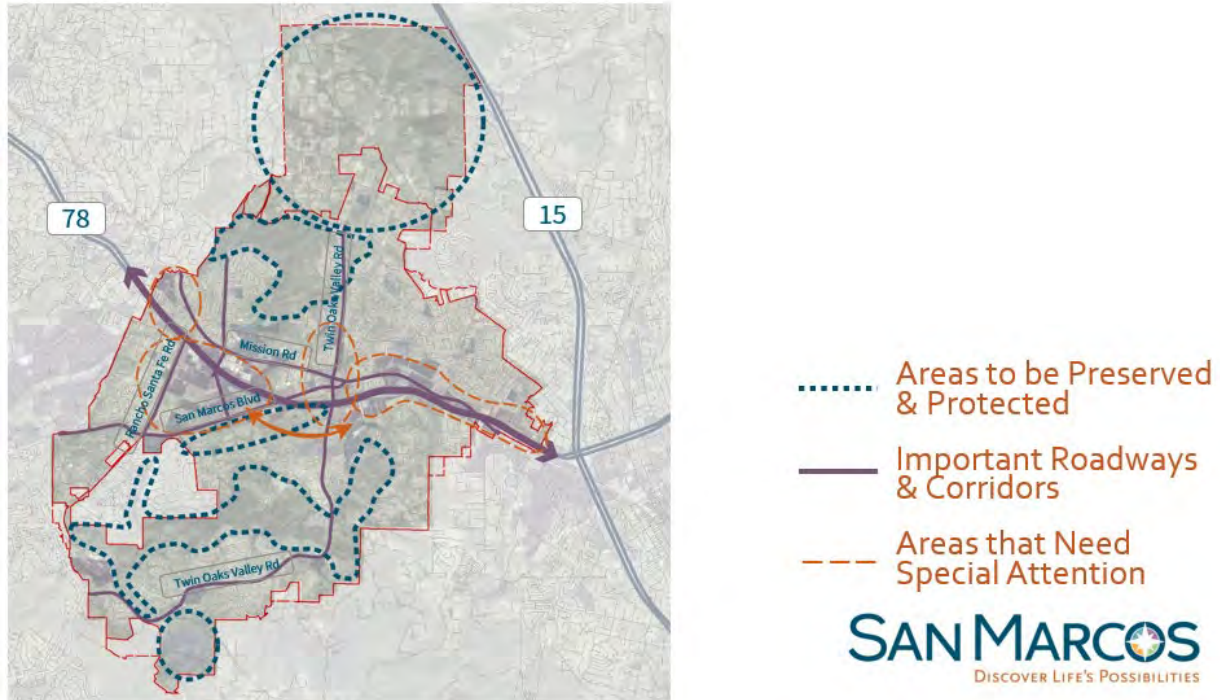 78
15
Twin Oaks Valley Rd
Mission Rd
Rancho Santa Fe Rd
San Marcos Blvd
Twin Oaks Valley Rd
Areas to be Preserved
& Protected
Important Roadways
& Corridors
Areas that Need
Special Attention
SAN MARCOS
DISCOVER LIFE'S POSSIBILITIES